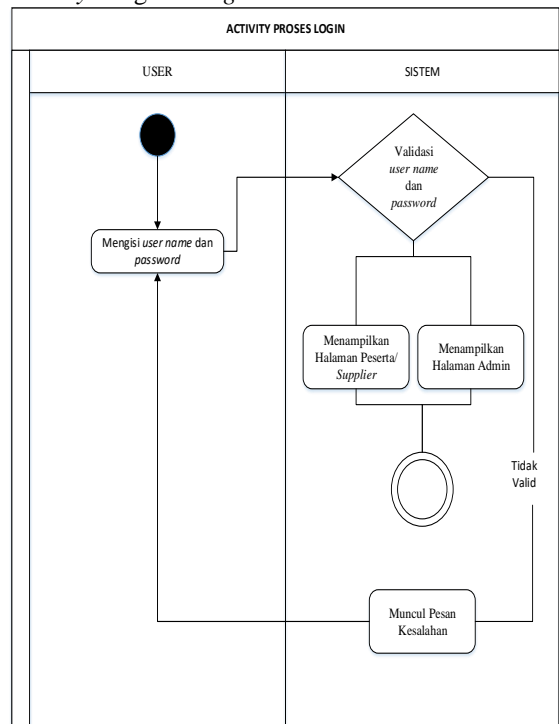 ACTIVITY PROSES LOGIN
USER
SISTEM
Validasi
user name
dan
password
Mengisi user name dan
password
Menampilkan
Halaman Peserta/
Supplier
Menampilkan
Halaman Admin
Tidak
Valid
Muncul Pesan
Kesalahan